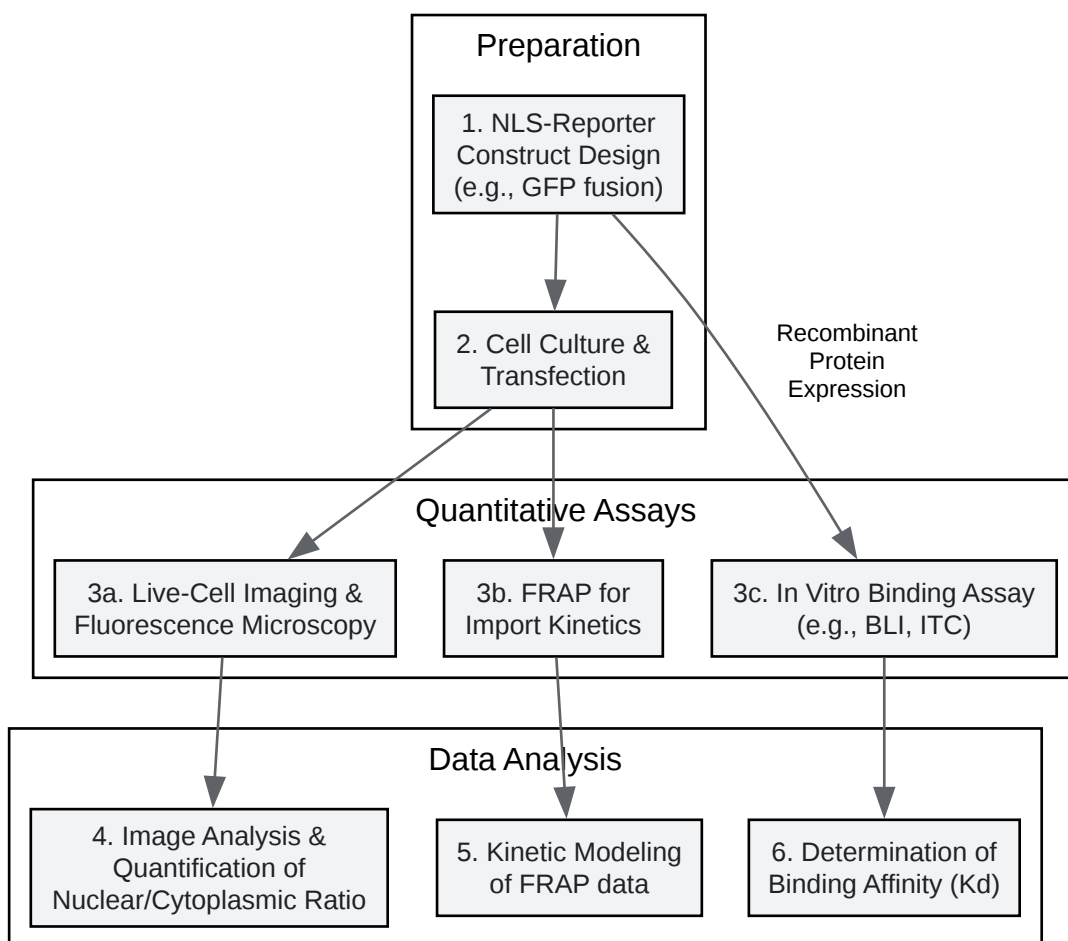 Preparation
1. NLS-Reporter
Construct Design
(e.g., GFP fusion)
2. Cell Culture &
Transfection
Recombinant
Protein
Expression
Quantitative Assays
3a. Live-Cell Imaging &
Fluorescence Microscopy
3b. FRAP for
Import Kinetics
3c. In Vitro Binding Assay
(e.g., BLI, ITC)
Data Analysis
4. Image Analysis &
Quantification of
Nuclear/Cytoplasmic Ratio
5. Kinetic Modeling
of FRAP data
6. Determination of
Binding Affinity (Kd)